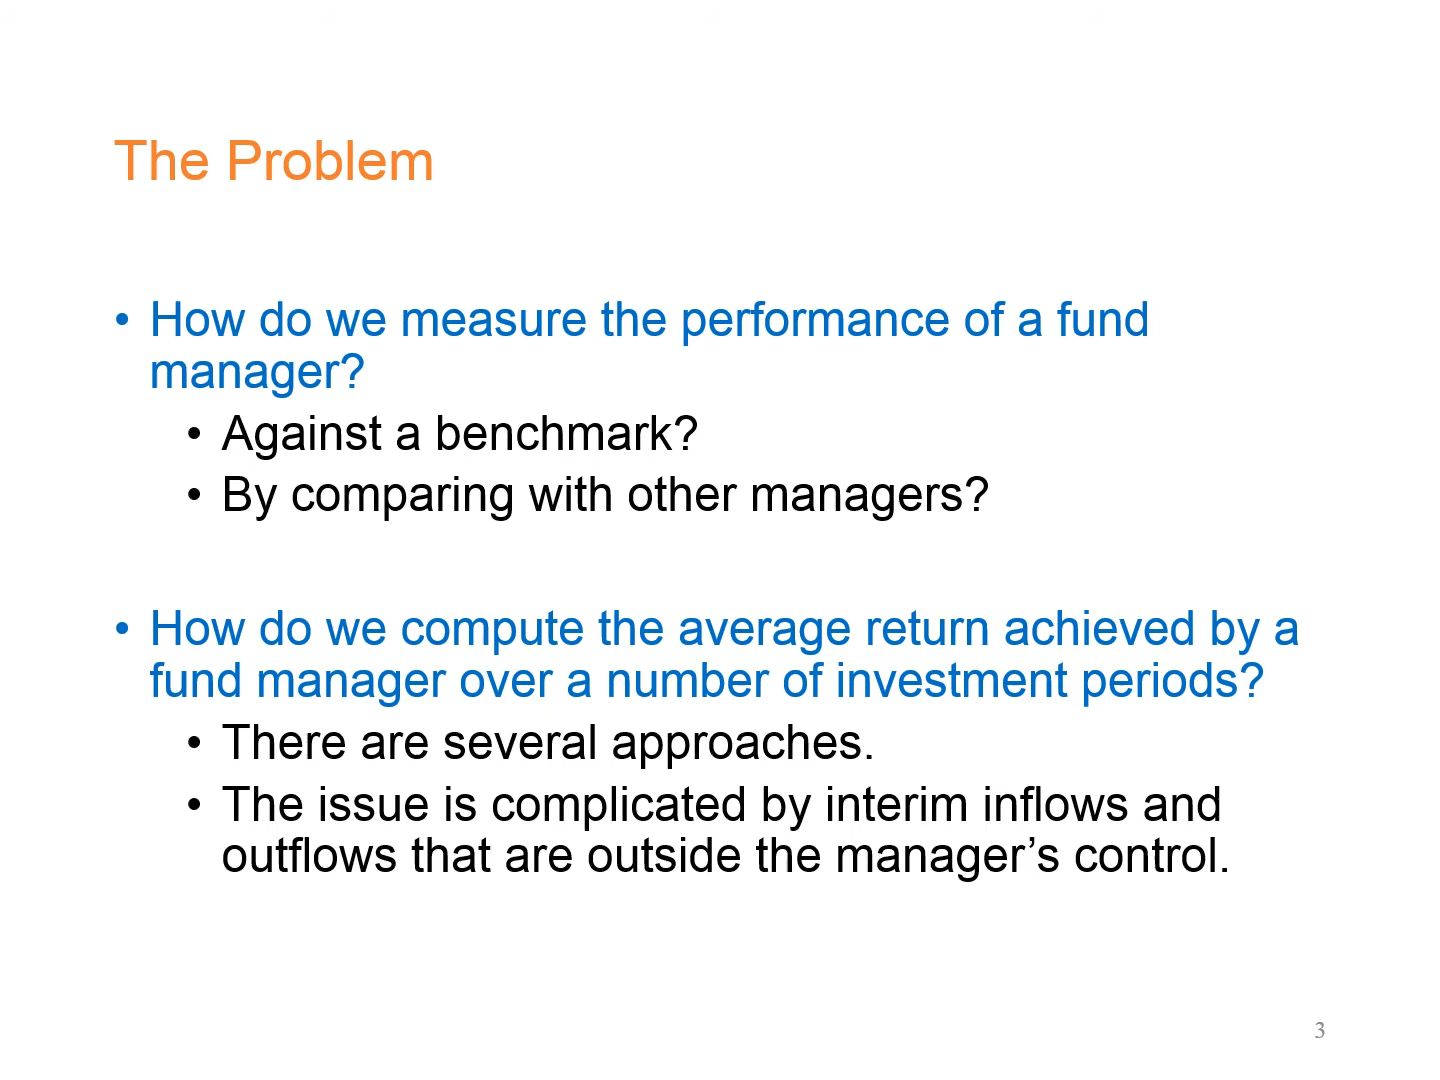 The Problem
• How do we measure the performance of a fund
manager?
• Against a benchmark?
• By comparing with other managers?
• How do we compute the average return achieved by a
fund manager over a number of investment periods?
• There are several approaches.
• The issue is complicated by interim inflows and
outflows that are outside the manager’s control.
3